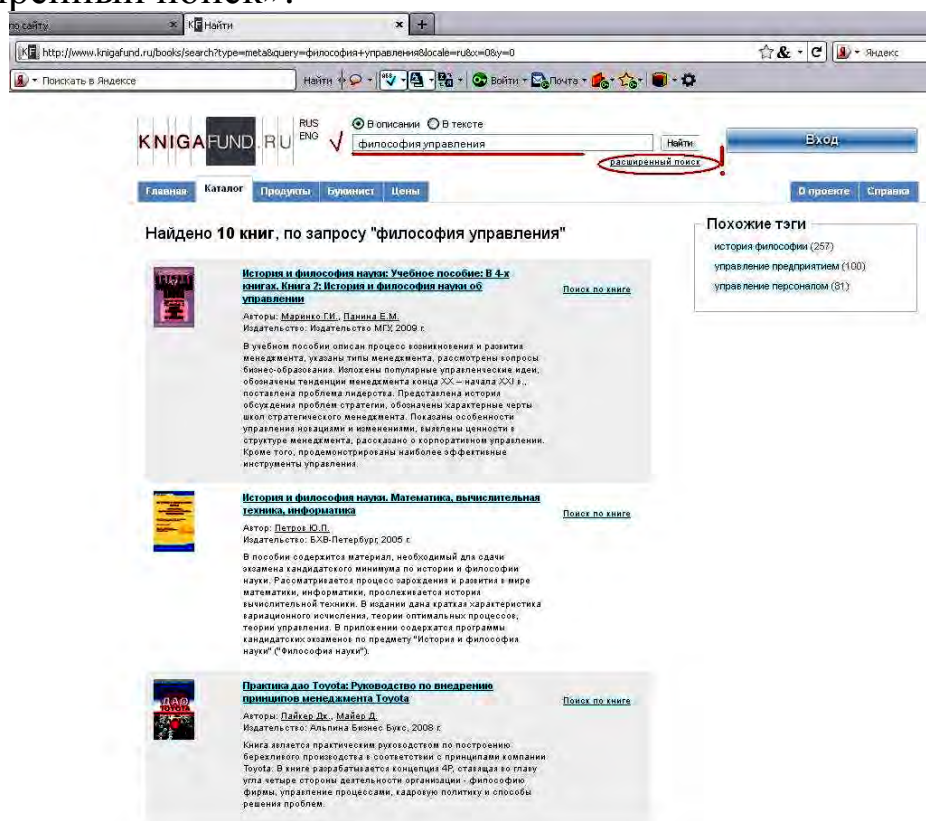 ренный поиск».
по сайту
Найти
http://www.knigafund.ru/books/search?type=meta&query=философия+управления&locale=ru&x=0&y=0
Яндекс
Поискать в Яндексе
Найти
Войти
Почта
KNIGAFUND.RU
RUS
ENG
В описании В тексте
философия управления
Найти
расширенный поиск
Вход
Главная Каталог Продукты Букинист Цены
О проекте Справка
Найдено 10 книг, по запросу "философия управления"
Похожие тэги
история философии (257)
управление предприятием (100)
управление персоналом (81)
История и философия науки: Учебное пособие: В 4-х
книгах. Книга 2: История и философия науки об
управлении
Поиск по книге
Авторы: Маринко Г.И., Панина Е.М.
Издательство: Издательство МГУ, 2009 г.
В учебном пособии описан процесс возникновения и развития
менеджмента, указаны типы менеджмента, рассмотрены вопросы
бизнес-образования. Изложены популярные управленческие идеи,
обозначены тенденции менеджмента конца XX – начала XXI в.,
поставлена проблема лидерства. Представлена история
обсуждения проблем стратегии, обозначены характерные черты
школ стратегического менеджмента. Показаны особенности
управления новациями и изменениями, выявлены ценности в
структуре менеджмента, рассказано о корпоративном управлении.
Кроме того, продемонстрированы наиболее эффективные
инструменты управления.
История и философия науки. Математика, вычислительная
техника, информатика
Поиск по книге
Автор: Петров Ю.П.
Издательство: БХВ-Петербург, 2005 г.
В пособии содержится материал, необходимый для сдачи
экзамена кандидатского минимума по истории и философии
науки. Рассматривается процесс зарождения и развития в мире
математики, информатики, прослеживается история
вычислительной техники. В издании дана краткая характеристика
вариационного исчисления, теории оптимальных процессов,
теории управления. В приложении содержатся программы
кандидатских экзаменов по предмету "История и философия
науки" ("Философия науки").
ДАО
TOYOTA
Практика дао Toyota: Руководство по внедрению
принципов менеджмента Toyota
Поиск по книге
Авторы: Лайкер Дж., Майер Д.
Издательство: Альпина Бизнес Букс, 2008 г.
Книга является практическим руководством по построению
бережливого производства в соответствии с принципами компании
Toyota. В книге разрабатывается концепция 4P, ставящая во главу
угла четыре стороны деятельности организации - философию
фирмы, управление процессами, кадровую политику и способы
решения проблем.